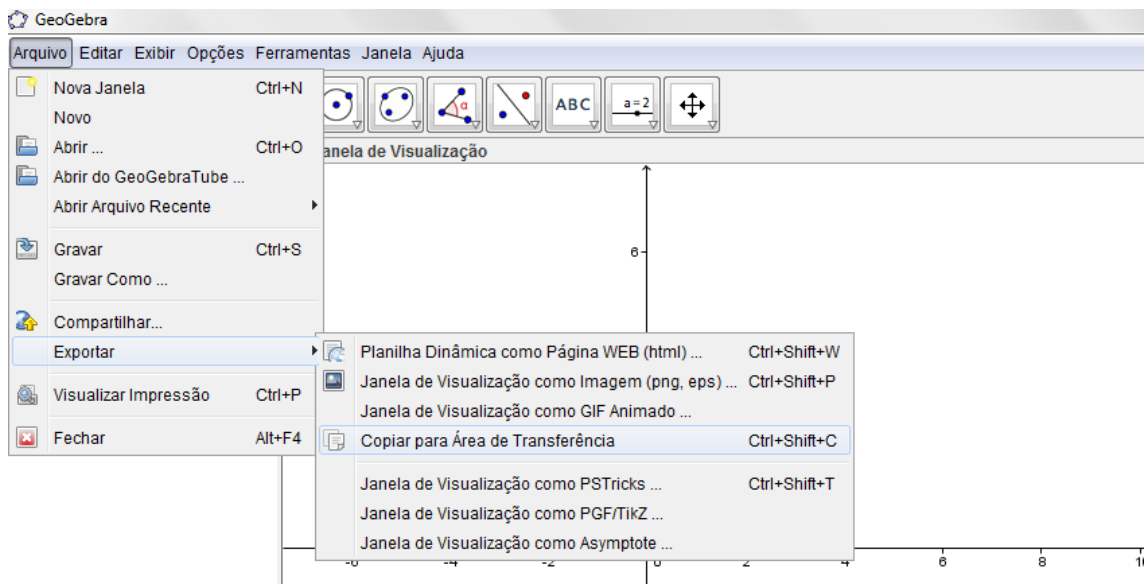 GeoGebra
Arquivo Editar Exibir Opções Ferramentas Janela Ajuda
Nova Janela Ctrl+N
Novo
Abrir ... Ctrl+O
Abrir do GeoGebraTube ...
Abrir Arquivo Recente
Gravar Ctrl+S
Gravar Como ...
Compartilhar...
Exportar
Visualizar Impressão Ctrl+P
Fechar Alt+F4
α
ABC
a=2
anela de Visualização
6
Planilha Dinâmica como Página WEB (html) ... Ctrl+Shift+W
Janela de Visualização como Imagem (png, eps) ... Ctrl+Shift+P
Janela de Visualização como GIF Animado ...
Copiar para Área de Transferência Ctrl+Shift+C
Janela de Visualização como PSTricks ... Ctrl+Shift+T
Janela de Visualização como PGF/TikZ ...
Janela de Visualização como Asymptote ...
-6 -4 -2 0 2 4 6 8